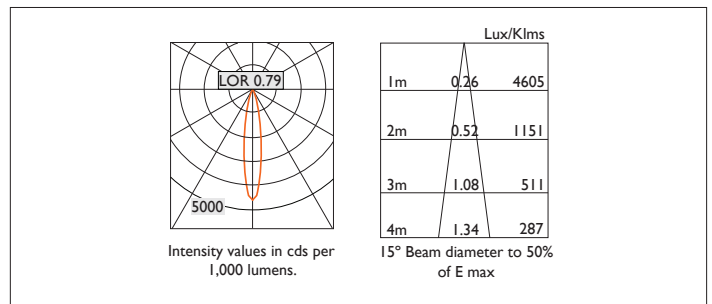 LOR 0.79
5000
Intensity values in cds per
1,000 lumens.
Lux/Klms
1m 0.26 4605
2m 0.52 1151
3m 1.08 511
4m 1.34 287
15° Beam diameter to 50%
of E max